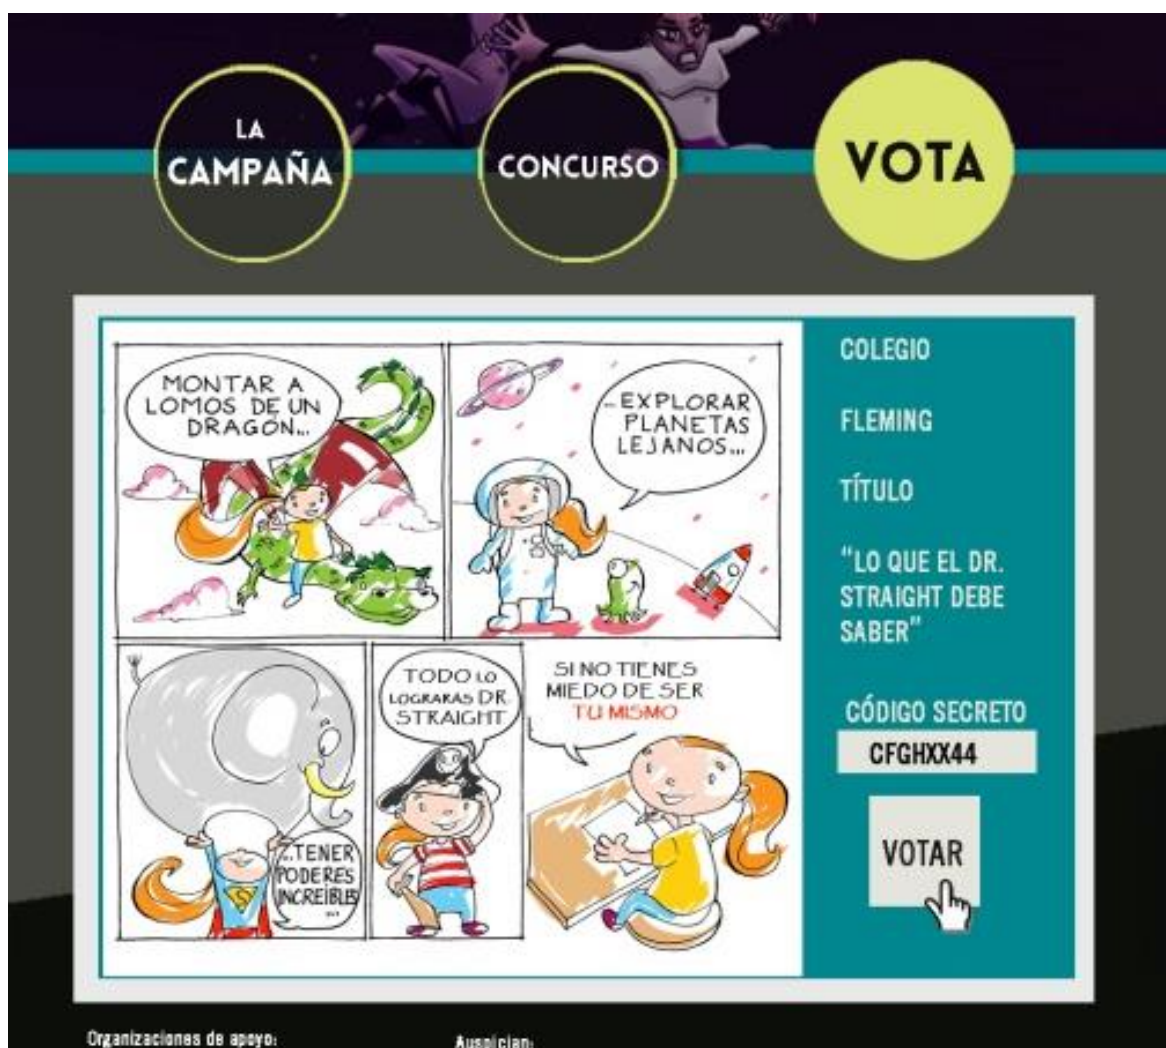 LA
CAMPAÑA
CONCURSO
VOTA
MONTAR A
LOMOS DE UN
DRAGÓN...
...EXPLORAR
PLANETAS
LEJANOS...
...TENER
PODERES
INCREÍBLES
...
TODO LO
LOGRARAS DR.
STRAIGHT
SI NO TIENES
MIEDO DE SER
TU MISMO
COLEGIO
FLEMING
TÍTULO
"LO QUE EL DR.
STRAIGHT DEBE
SABER"
CÓDIGO SECRETO
CFGHXX44
VOTAR
Organizaciones de apoyo:
Auspician: